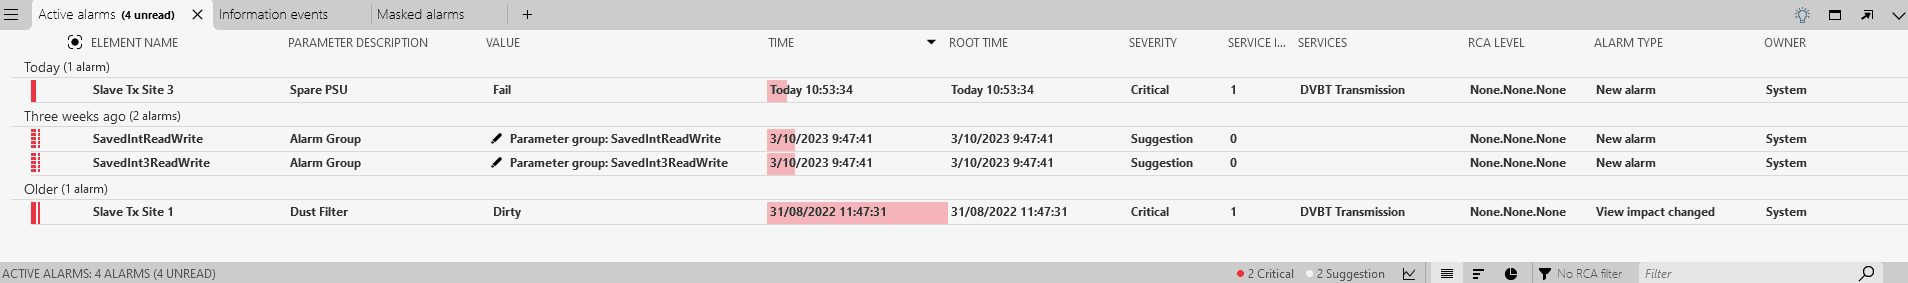 Active alarms (4 unread) Information events Masked alarms
ELEMENT NAME PARAMETER DESCRIPTION VALUE TIME ROOT TIME SEVERITY SERVICE I... SERVICES RCA LEVEL ALARM TYPE OWNER
Today (1 alarm)
Slave Tx Site 3 Spare PSU Fail Today 10:53:34 Today 10:53:34 Critical 1 DVBT Transmission None.None.None New alarm System
Three weeks ago (2 alarms)
SavedIntReadWrite Alarm Group Parameter group: SavedIntReadWrite 3/10/2023 9:47:41 3/10/2023 9:47:41 Suggestion 0 None.None.None New alarm System
SavedInt3ReadWrite Alarm Group Parameter group: SavedInt3ReadWrite 3/10/2023 9:47:41 3/10/2023 9:47:41 Suggestion 0 None.None.None New alarm System
Older (1 alarm)
Slave Tx Site 1 Dust Filter Dirty 31/08/2022 11:47:31 31/08/2022 11:47:31 Critical 1 DVBT Transmission None.None.None View impact changed System
ACTIVE ALARMS: 4 ALARMS (4 UNREAD) 2 Critical 2 Suggestion No RCA filter Filter